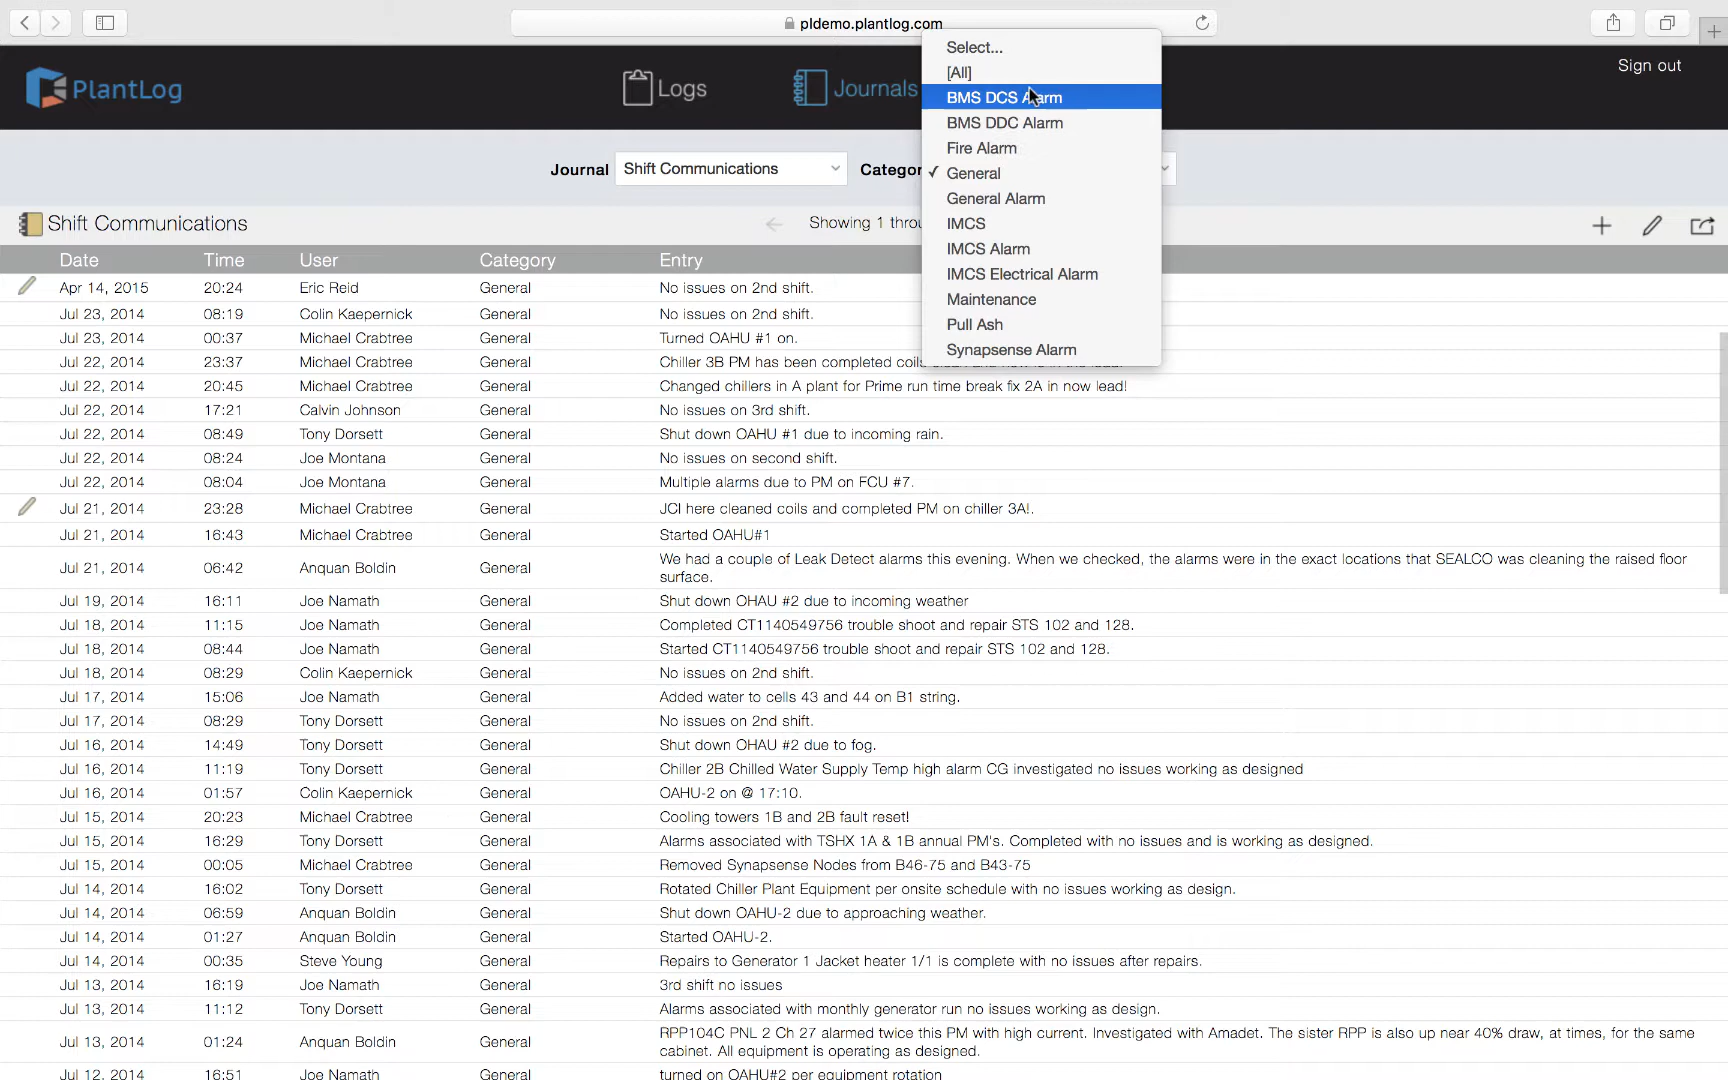 pldemo.plantlog.com
PlantLog
Logs
Journals
Sign out
Select...
[All]
BMS DCS Alarm
BMS DDC Alarm
Fire Alarm
✓ General
General Alarm
IMCS
IMCS Alarm
IMCS Electrical Alarm
Maintenance
Pull Ash
Synapsense Alarm
Journal Shift Communications Categor
Shift Communications Showing 1 throu
Date Time User Category Entry
Apr 14, 2015 20:24 Eric Reid General No issues on 2nd shift.
Jul 23, 2014 08:19 Colin Kaepernick General No issues on 2nd shift.
Jul 23, 2014 00:37 Michael Crabtree General Turned OAHU #1 on.
Jul 22, 2014 23:37 Michael Crabtree General Chiller 3B PM has been completed coils
Jul 22, 2014 20:45 Michael Crabtree General Changed chillers in A plant for Prime run time break fix 2A in now lead!
Jul 22, 2014 17:21 Calvin Johnson General No issues on 3rd shift.
Jul 22, 2014 08:49 Tony Dorsett General Shut down OAHU #1 due to incoming rain.
Jul 22, 2014 08:24 Joe Montana General No issues on second shift.
Jul 22, 2014 08:04 Joe Montana General Multiple alarms due to PM on FCU #7.
Jul 21, 2014 23:28 Michael Crabtree General JCI here cleaned coils and completed PM on chiller 3A!.
Jul 21, 2014 16:43 Michael Crabtree General Started OAHU#1
Jul 21, 2014 06:42 Anquan Boldin General We had a couple of Leak Detect alarms this evening. When we checked, the alarms were in the exact locations that SEALCO was cleaning the raised floor
surface.
Jul 19, 2014 16:11 Joe Namath General Shut down OHAU #2 due to incoming weather
Jul 18, 2014 11:15 Joe Namath General Completed CT1140549756 trouble shoot and repair STS 102 and 128.
Jul 18, 2014 08:44 Joe Namath General Started CT1140549756 trouble shoot and repair STS 102 and 128.
Jul 18, 2014 08:29 Colin Kaepernick General No issues on 2nd shift.
Jul 17, 2014 15:06 Joe Namath General Added water to cells 43 and 44 on B1 string.
Jul 17, 2014 08:29 Tony Dorsett General No issues on 2nd shift.
Jul 16, 2014 14:49 Tony Dorsett General Shut down OHAU #2 due to fog.
Jul 16, 2014 11:19 Tony Dorsett General Chiller 2B Chilled Water Supply Temp high alarm CG investigated no issues working as designed
Jul 16, 2014 01:57 Colin Kaepernick General OAHU-2 on @ 17:10.
Jul 15, 2014 20:23 Michael Crabtree General Cooling towers 1B and 2B fault reset!
Jul 15, 2014 16:29 Tony Dorsett General Alarms associated with TSHX 1A & 1B annual PM's. Completed with no issues and is working as designed.
Jul 15, 2014 00:05 Michael Crabtree General Removed Synapsense Nodes from B46-75 and B43-75
Jul 14, 2014 16:02 Tony Dorsett General Rotated Chiller Plant Equipment per onsite schedule with no issues working as design.
Jul 14, 2014 06:59 Anquan Boldin General Shut down OAHU-2 due to approaching weather.
Jul 14, 2014 01:27 Anquan Boldin General Started OAHU-2.
Jul 14, 2014 00:35 Steve Young General Repairs to Generator 1 Jacket heater 1/1 is complete with no issues after repairs.
Jul 13, 2014 16:19 Joe Namath General 3rd shift no issues
Jul 13, 2014 11:12 Tony Dorsett General Alarms associated with monthly generator run no issues working as design.
Jul 13, 2014 01:24 Anquan Boldin General RPP104C PNL 2 Ch 27 alarmed twice this PM with high current. Investigated with Amadet. The sister RPP is also up near 40% draw, at times, for the same
cabinet. All equipment is operating as designed.
Jul 12, 2014 16:51 Joe Namath General turned on OAHU#2 per equipment rotation